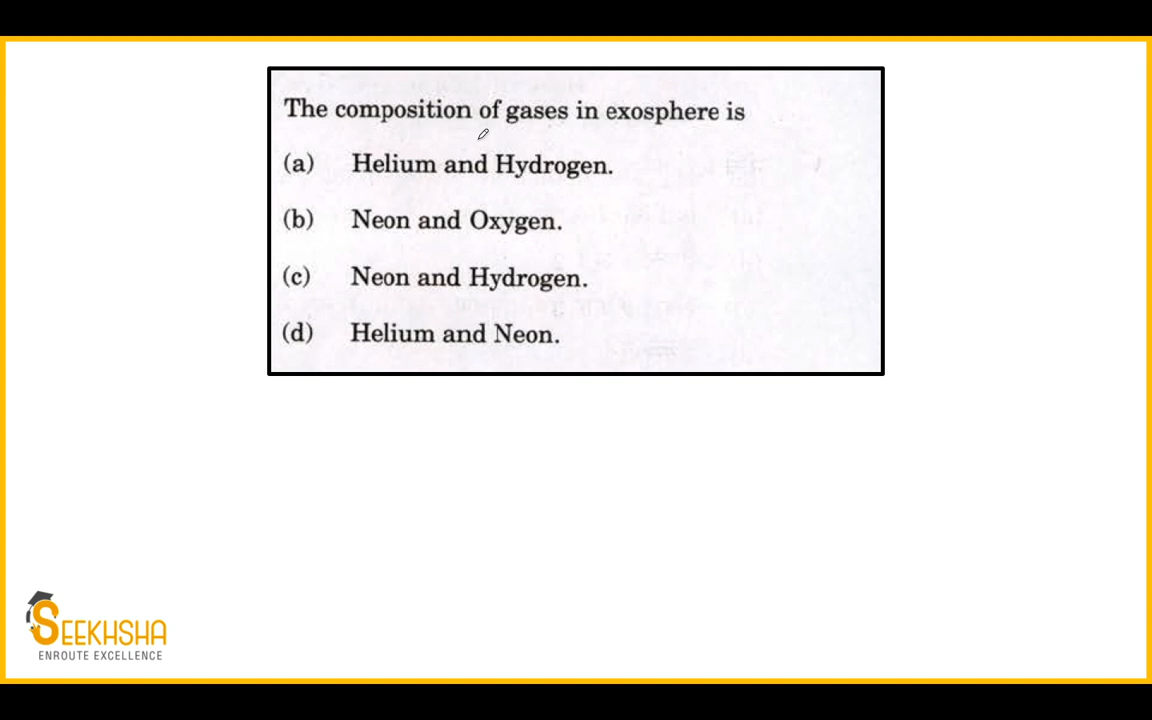 The composition of gases in exosphere is
(a) Helium and Hydrogen.
(b) Neon and Oxygen.
(c) Neon and Hydrogen.
(d) Helium and Neon.
SEEKHSHA
ENROUTE EXCELLENCE